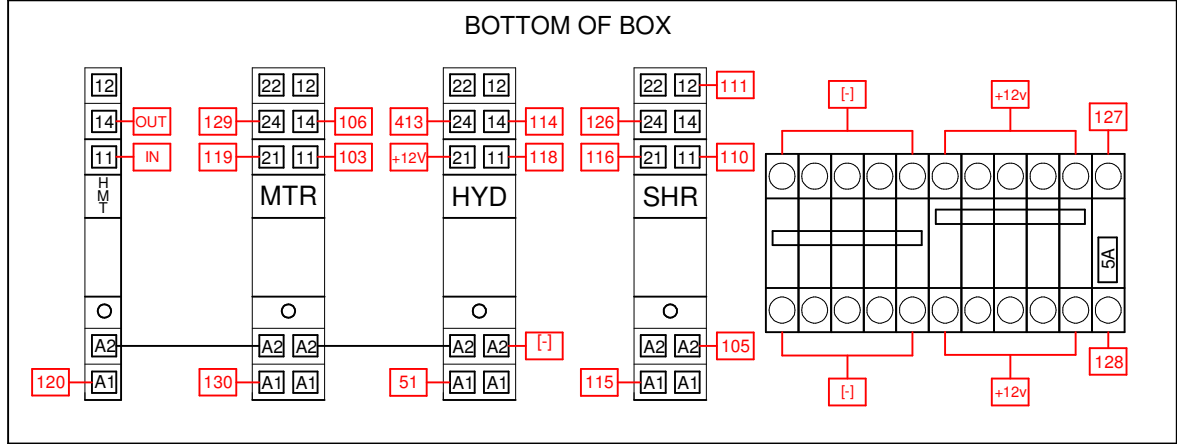 BOTTOM OF BOX
12 22 12 22 12 22 12 111
[-] +12v
14 OUT 129 24 14 106 413 24 14 114 126 24 14 127
11 IN 119 21 11 103 +12V 21 11 118 116 21 11 110
HMT MTR HYD SHR
5A
A2 A2 A2 A2 A2 [-] A2 A2 105
128
120 A1 130 A1 A1 51 A1 A1 115 A1 A1 [-] +12v